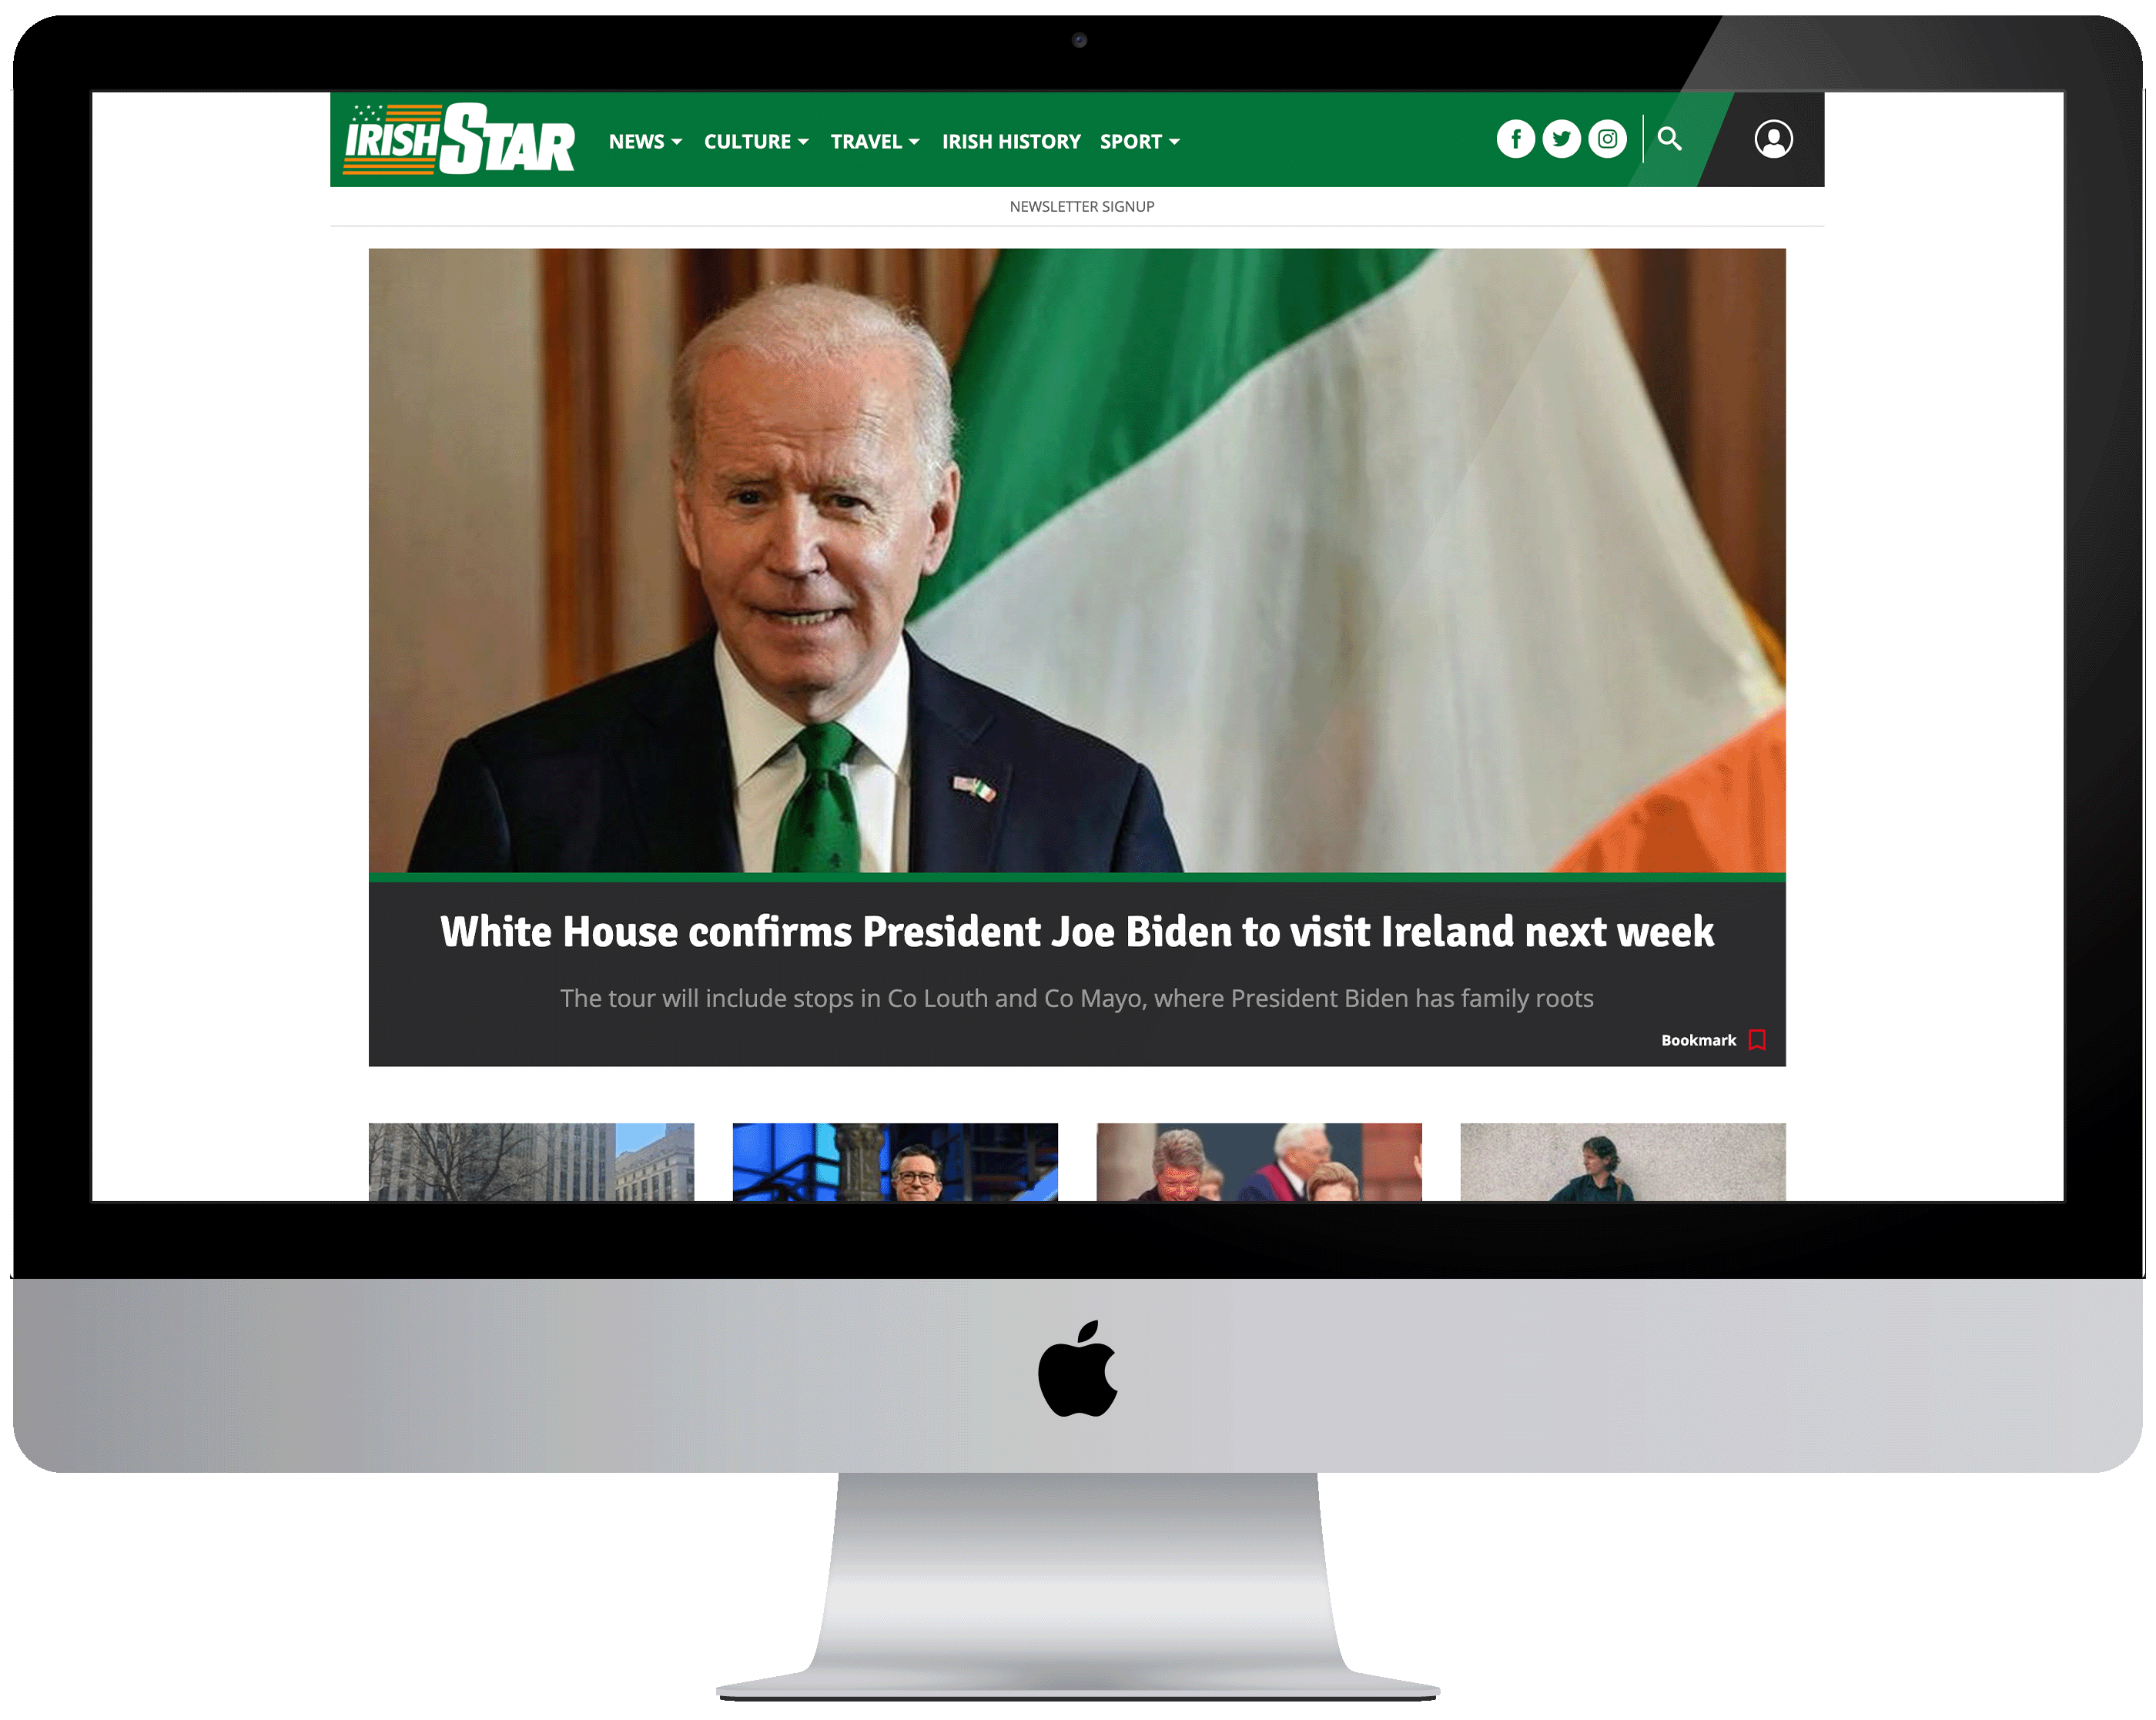 IRISH STAR
NEWS CULTURE TRAVEL IRISH HISTORY SPORT
NEWSLETTER SIGNUP
White House confirms President Joe Biden to visit Ireland next week
The tour will include stops in Co Louth and Co Mayo, where President Biden has family roots
Bookmark